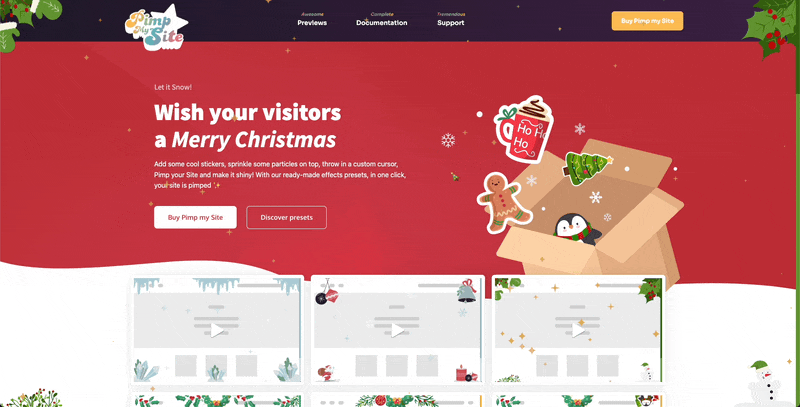 Pimp
My
Site
Awesome
Previews
Complete
Documentation
Tremendous
Support
Buy Pimp my Site
Let it Snow!
Wish your visitors
a Merry Christmas
Add some cool stickers, sprinkle some particles on top, throw in a custom cursor,
Pimp your Site and make it shiny! With our ready-made effects presets, in one click,
your site is pimped
Buy Pimp my Site
Discover presets
Ho Ho
Ho